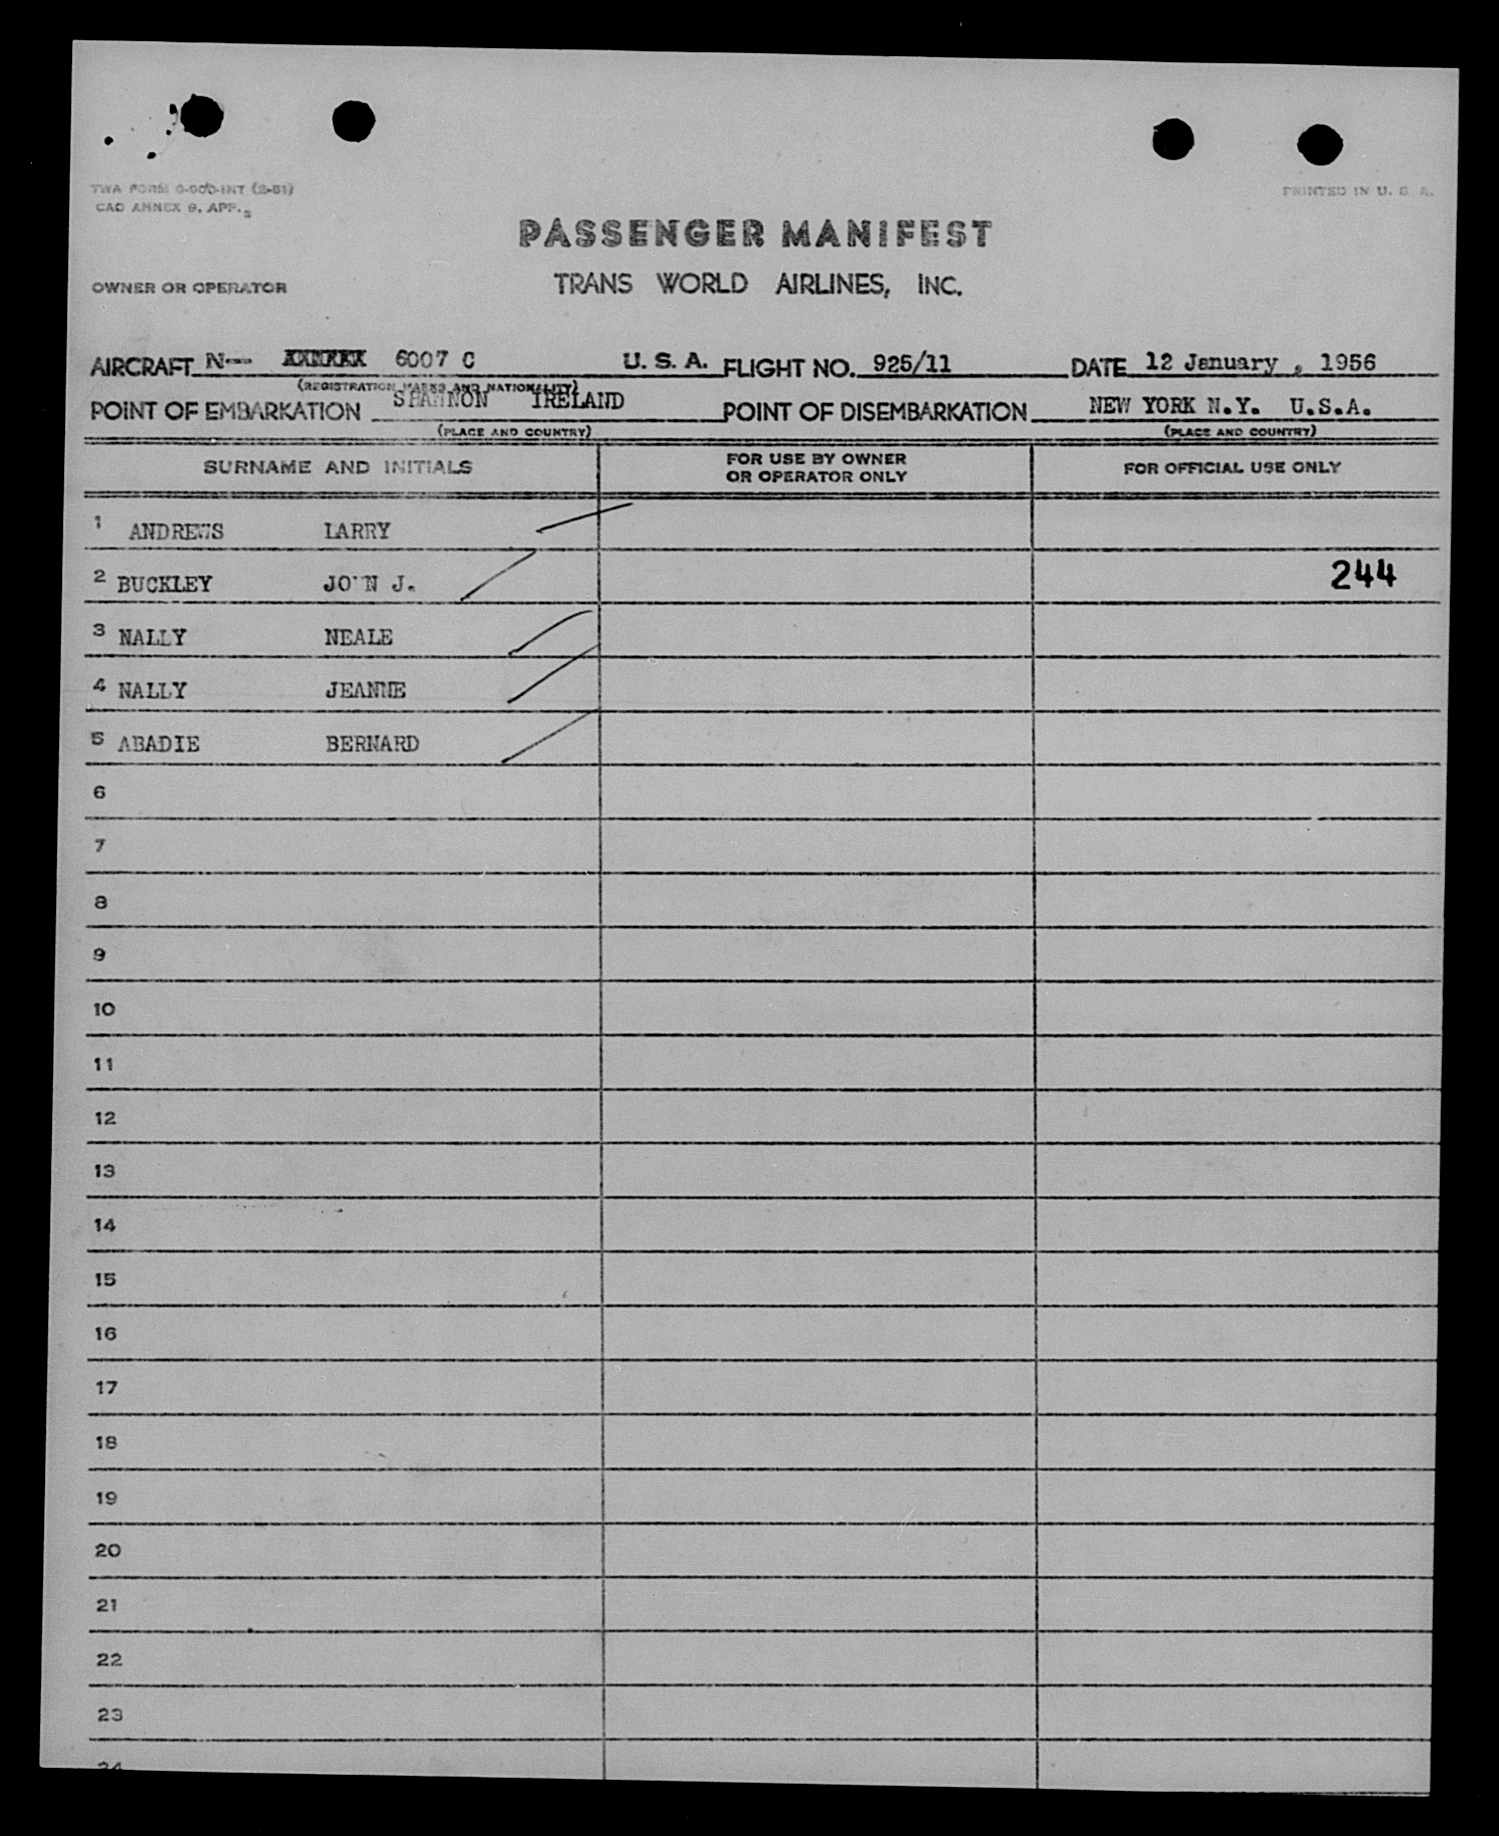 TWA FORM
CAO ANNEX 9, APP.
PRINTED IN U. S. A.
PASSENGER MANIFEST
OWNER OR OPERATOR
TRANS WORLD AIRLINES, INC.
AIRCRAFT N-- 6007 C U. S. A. FLIGHT NO. 925/11 DATE 12 January , 1956
(REGISTRATION MARKS AND NATIONALITY)
POINT OF EMBARKATION SHANNON IRELAND POINT OF DISEMBARKATION NEW YORK N.Y. U.S.A.
(PLACE AND COUNTRY) (PLACE AND COUNTRY)
SURNAME AND INITIALS FOR USE BY OWNER OR OPERATOR ONLY FOR OFFICIAL USE ONLY
1 ANDREWS LARRY
2 BUCKLEY JO'N J. 244
3 NALLY NEALE
4 NALLY JEANNE
5 ABADIE BERNARD
6
7
8
9
10
11
12
13
14
15
16
17
18
19
20
21
22
23
24